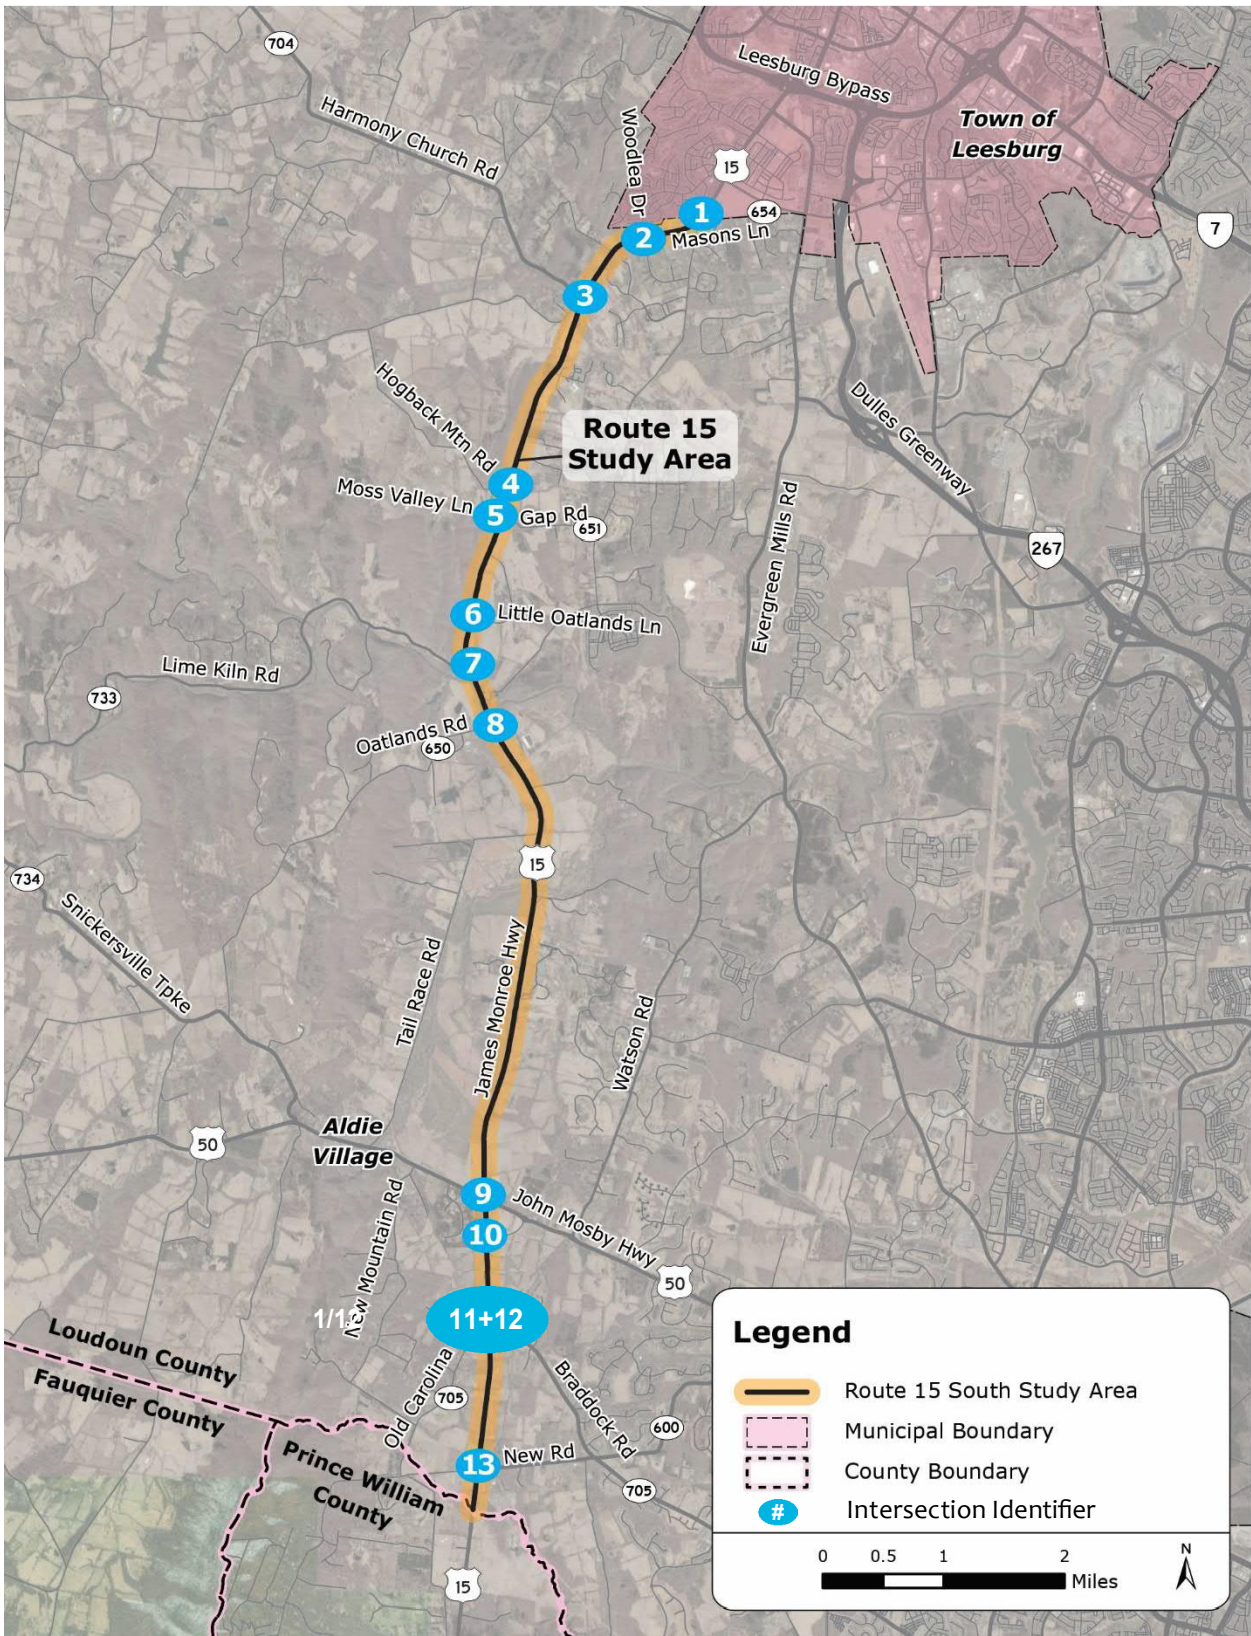 704
Harmony Church Rd
Woodlea Dr
Leesburg Bypass
Town of
Leesburg
15
1
654
2
Masons Ln
7
3
Hogback Mtn Rd
Route 15
Study Area
Dulles Greenway
4
Moss Valley Ln
5
Gap Rd
651
267
Evergreen Mills Rd
6
Little Oatlands Ln
7
Lime Kiln Rd
733
8
Oatlands Rd
650
15
734
Snickersville Tpke
Tail Race Rd
James Monroe Hwy
Watson Rd
Aldie
Village
50
9
John Mosby Hwy
10
New Mountain Rd
50
11+12
Loudoun County
Fauquier County
Old Carolina
705
Braddock Rd
600
13
New Rd
Prince William
County
705
15
Legend
Route 15 South Study Area
Municipal Boundary
County Boundary
# Intersection Identifier
0 0.5 1 2
Miles
N